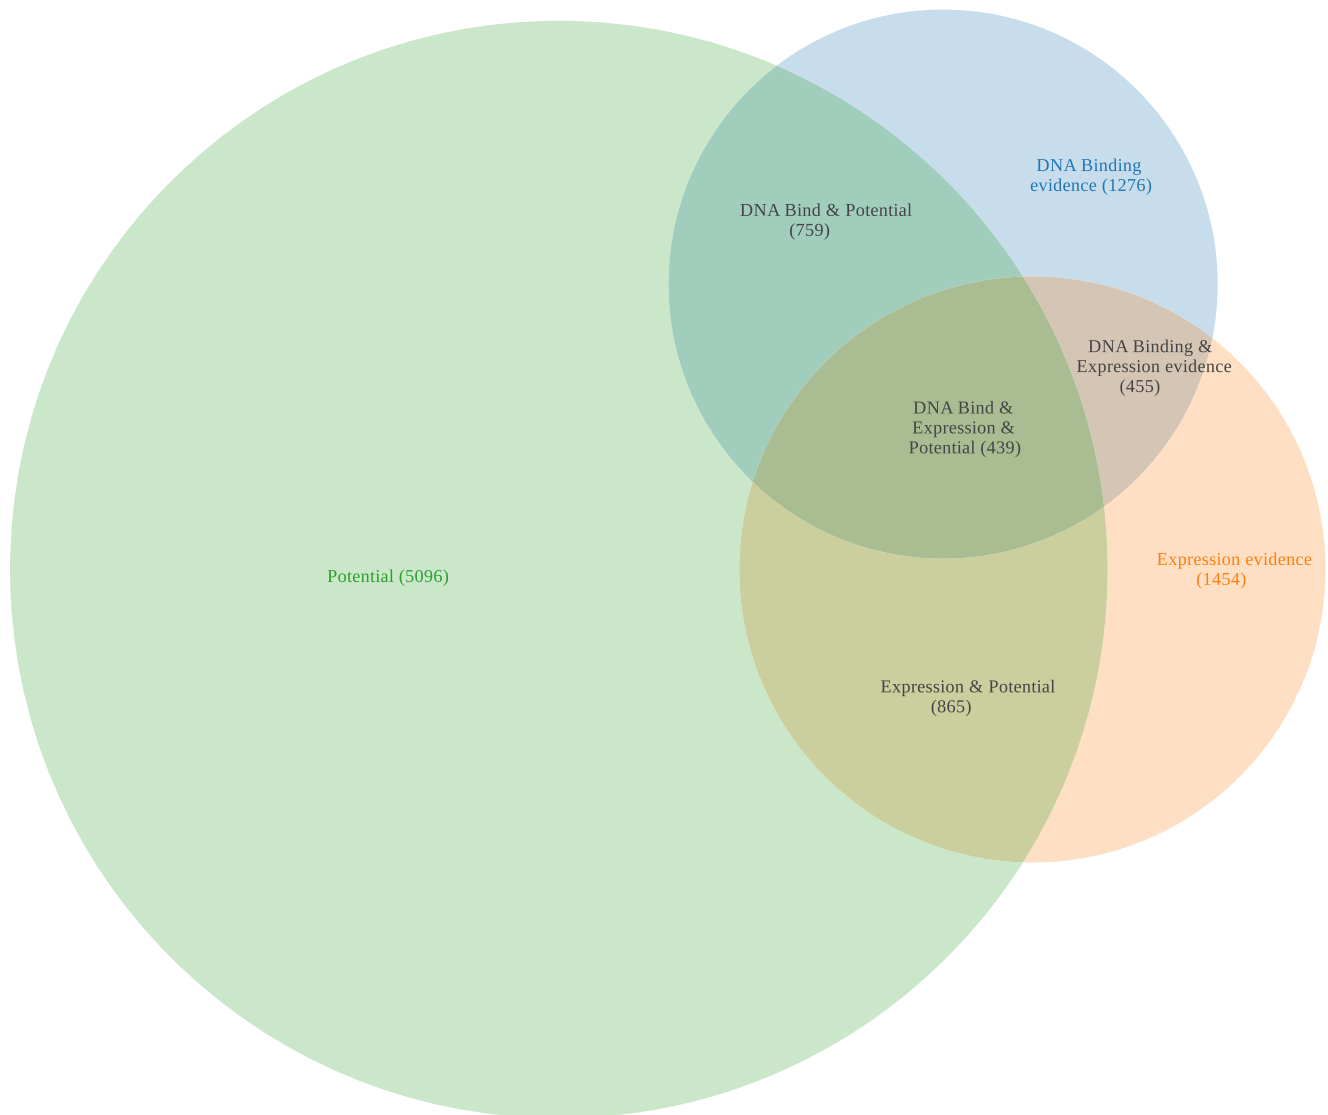 DNA Binding
evidence (1276)
DNA Bind & Potential
(759)
DNA Binding &
Expression evidence
(455)
DNA Bind &
Expression &
Potential (439)
Expression evidence
(1454)
Potential (5096)
Expression & Potential
(865)